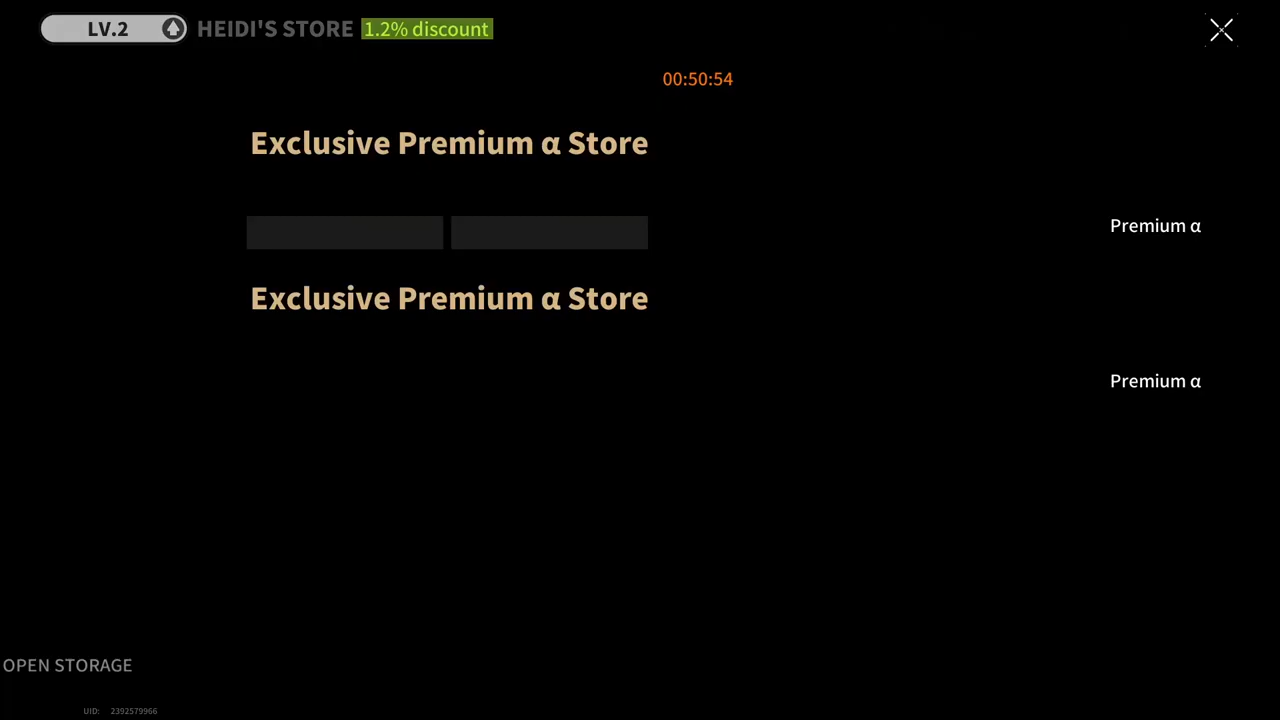 LV.2 HEIDI'S STORE 1.2% discount
00:50:54
Exclusive Premium α Store
Premium α
Exclusive Premium α Store
Premium α
OPEN STORAGE
UID: 2392579966